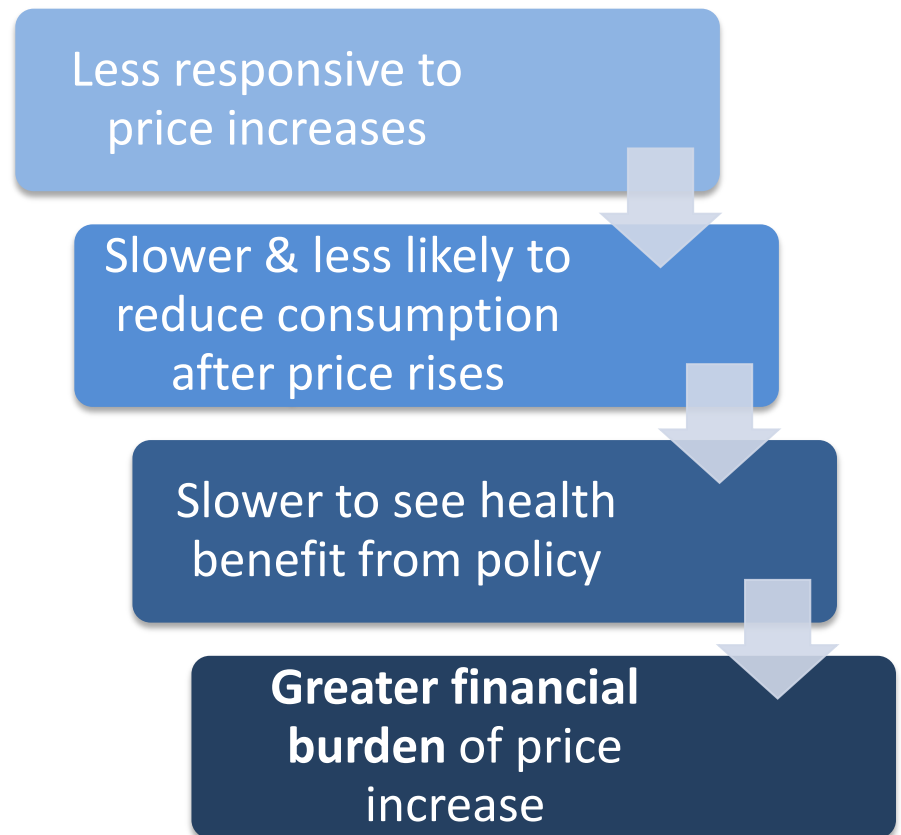 Less responsive to
price increases
Slower & less likely to
reduce consumption
after price rises
Slower to see health
benefit from policy
Greater financial
burden of price
increase